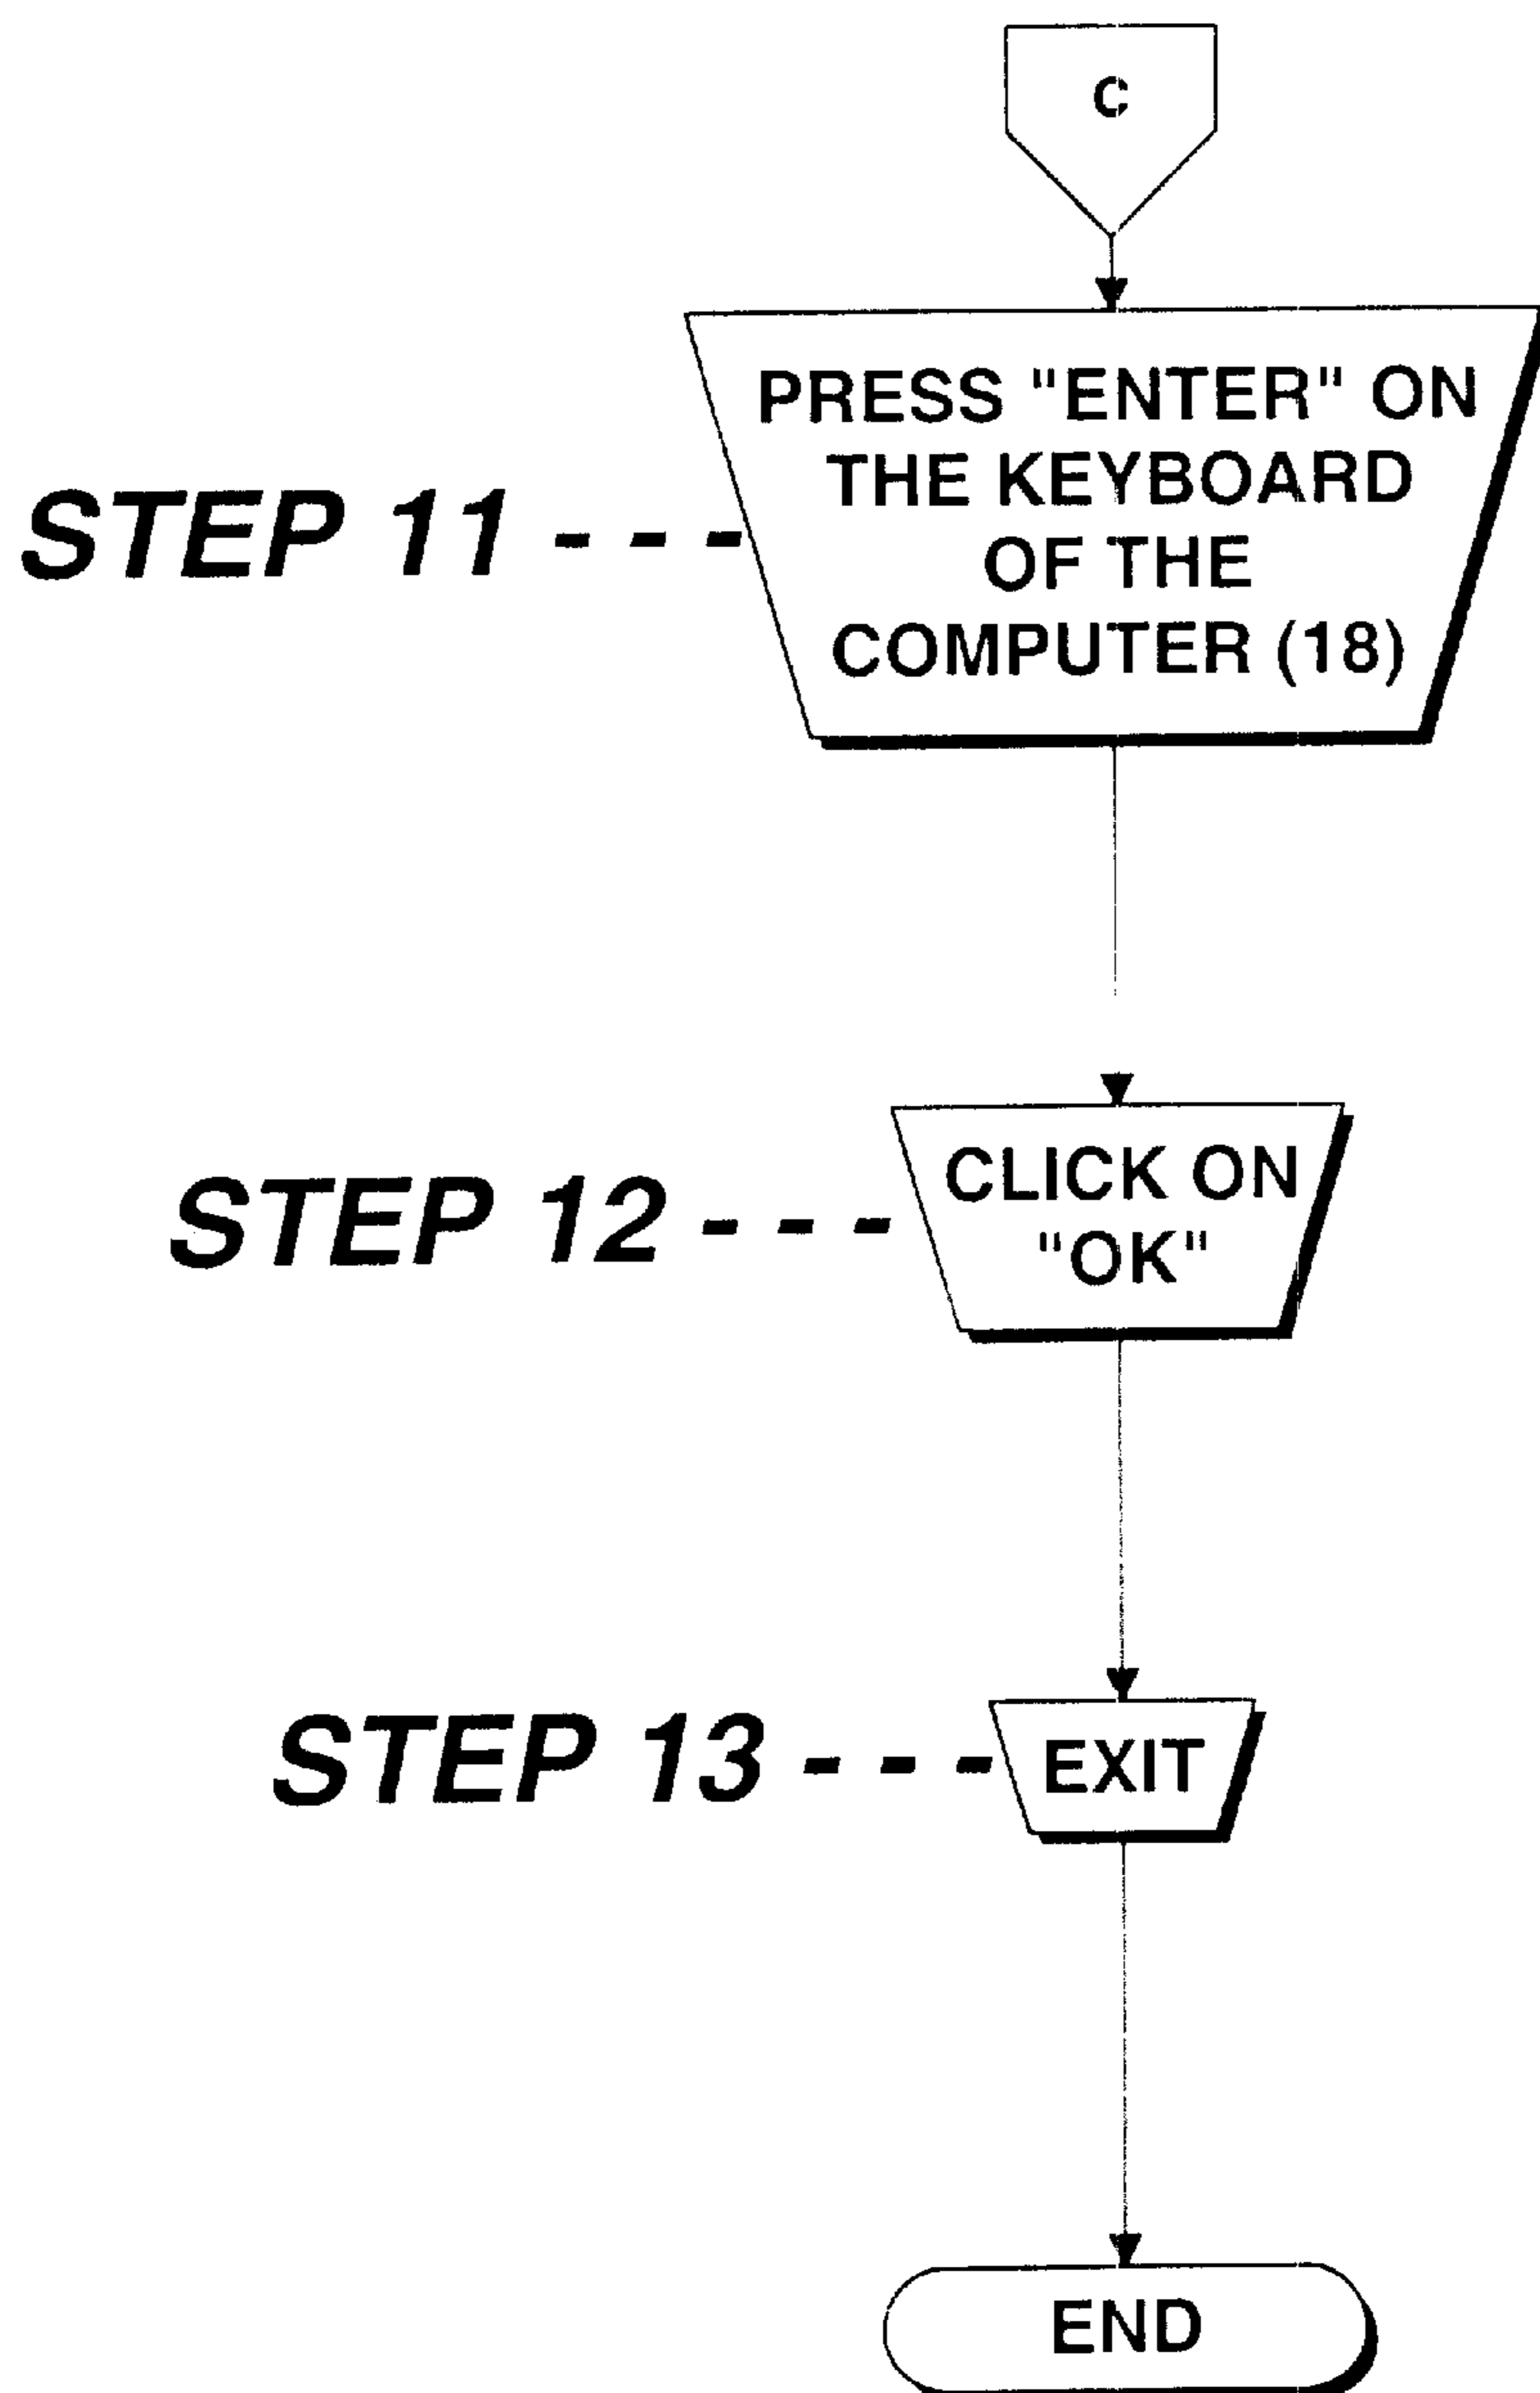 C
PRESS "ENTER" ON
THE KEYBOARD
OF THE
COMPUTER (18)
STEP 11 - - -
CLICK ON
"OK"
STEP 12 - - -
EXIT
STEP 13 - - -
END